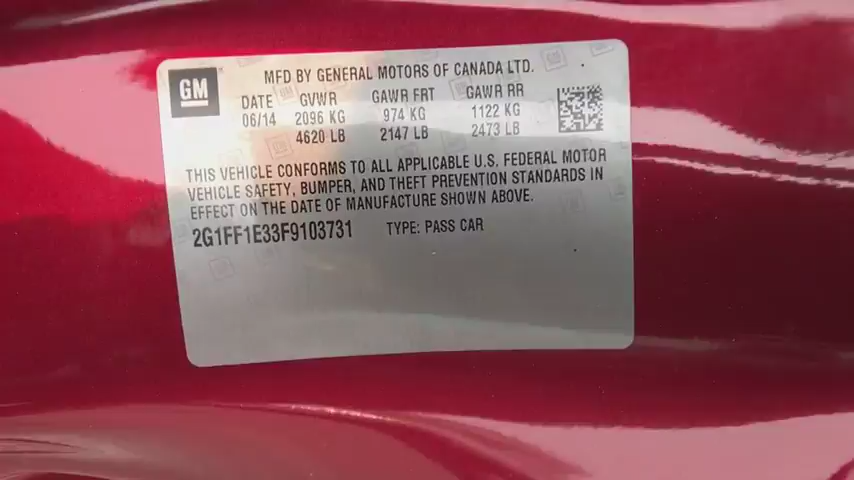 GM
MFD BY GENERAL MOTORS OF CANADA LTD.
DATE GVWR GAWR FRT GAWR RR
06/14 2096 KG 974 KG 1122 KG
4620 LB 2147 LB 2473 LB
THIS VEHICLE CONFORMS TO ALL APPLICABLE U.S. FEDERAL MOTOR
VEHICLE SAFETY, BUMPER, AND THEFT PREVENTION STANDARDS IN
EFFECT ON THE DATE OF MANUFACTURE SHOWN ABOVE.
2G1FF1E33F9103731 TYPE: PASS CAR